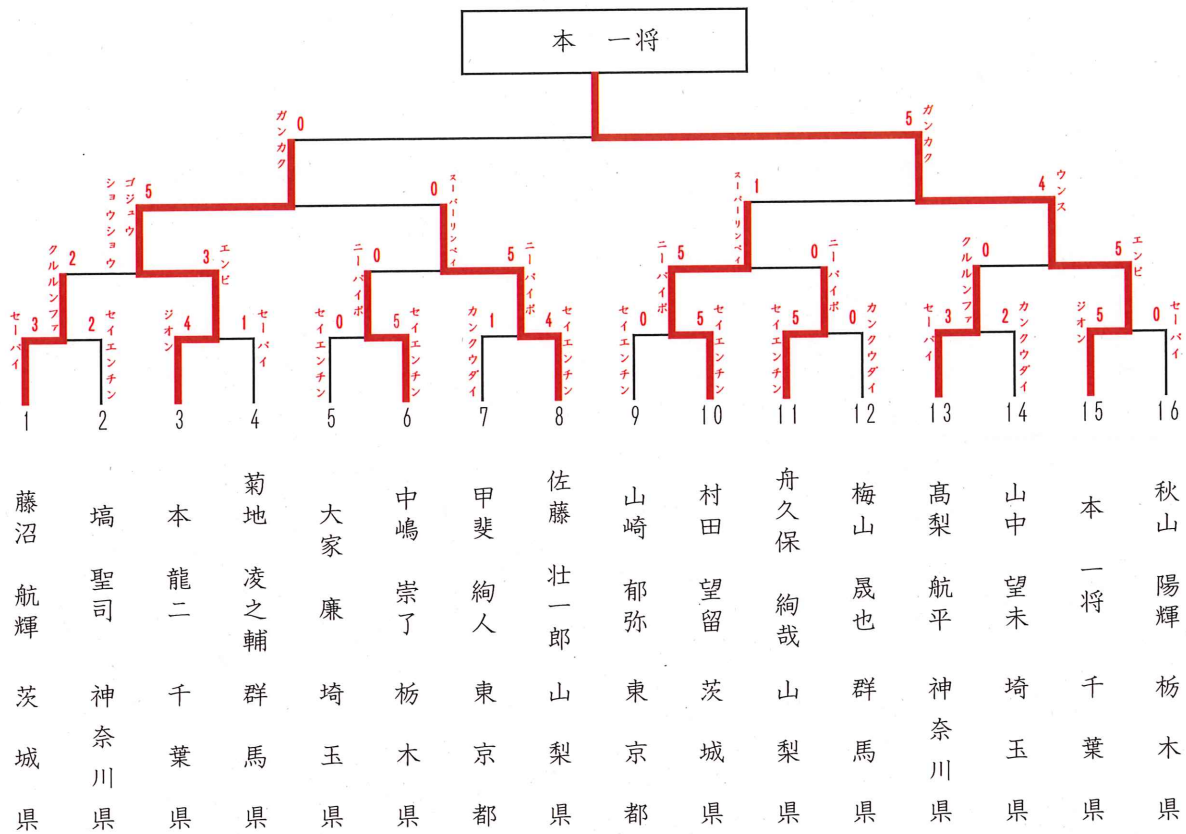 本 一将
ガンカク
0
5
ガンカク
ゴジュウ
ショウショウ
5
0
スーパーリンペイ
スーパーリンペイ
1
4
ウンス
クルルンファ
2
3
エンピ
ニーパイポ
0
5
ニーパイポ
ニーパイポ
5
0
ニーパイポ
クルルンファ
0
5
エンピ
セーパイ
3
2
セイエンチン
ジオン
4
1
セーパイ
セイエンチン
0
5
セイエンチン
カンクウダイ
1
4
セイエンチン
セイエンチン
0
5
セイエンチン
セイエンチン
5
0
カンクウダイ
セーパイ
3
2
カンクウダイ
ジオン
5
0
セーパイ
1
2
3
4
5
6
7
8
9
10
11
12
13
14
15
16
藤沼 航輝 茨城県
塙 聖司 神奈川県
本 龍二 千葉県
菊地 凌之輔 群馬県
大家 廉 埼玉県
中嶋 崇了 栃木県
甲斐 絢人 東京都
佐藤 壮一郎 山梨県
山崎 郁弥 東京都
村田 望留 茨城県
舟久保 絢哉 山梨県
梅山 晟也 群馬県
髙梨 航平 神奈川県
山中 望未 埼玉県
本 一将 千葉県
秋山 陽輝 栃木県